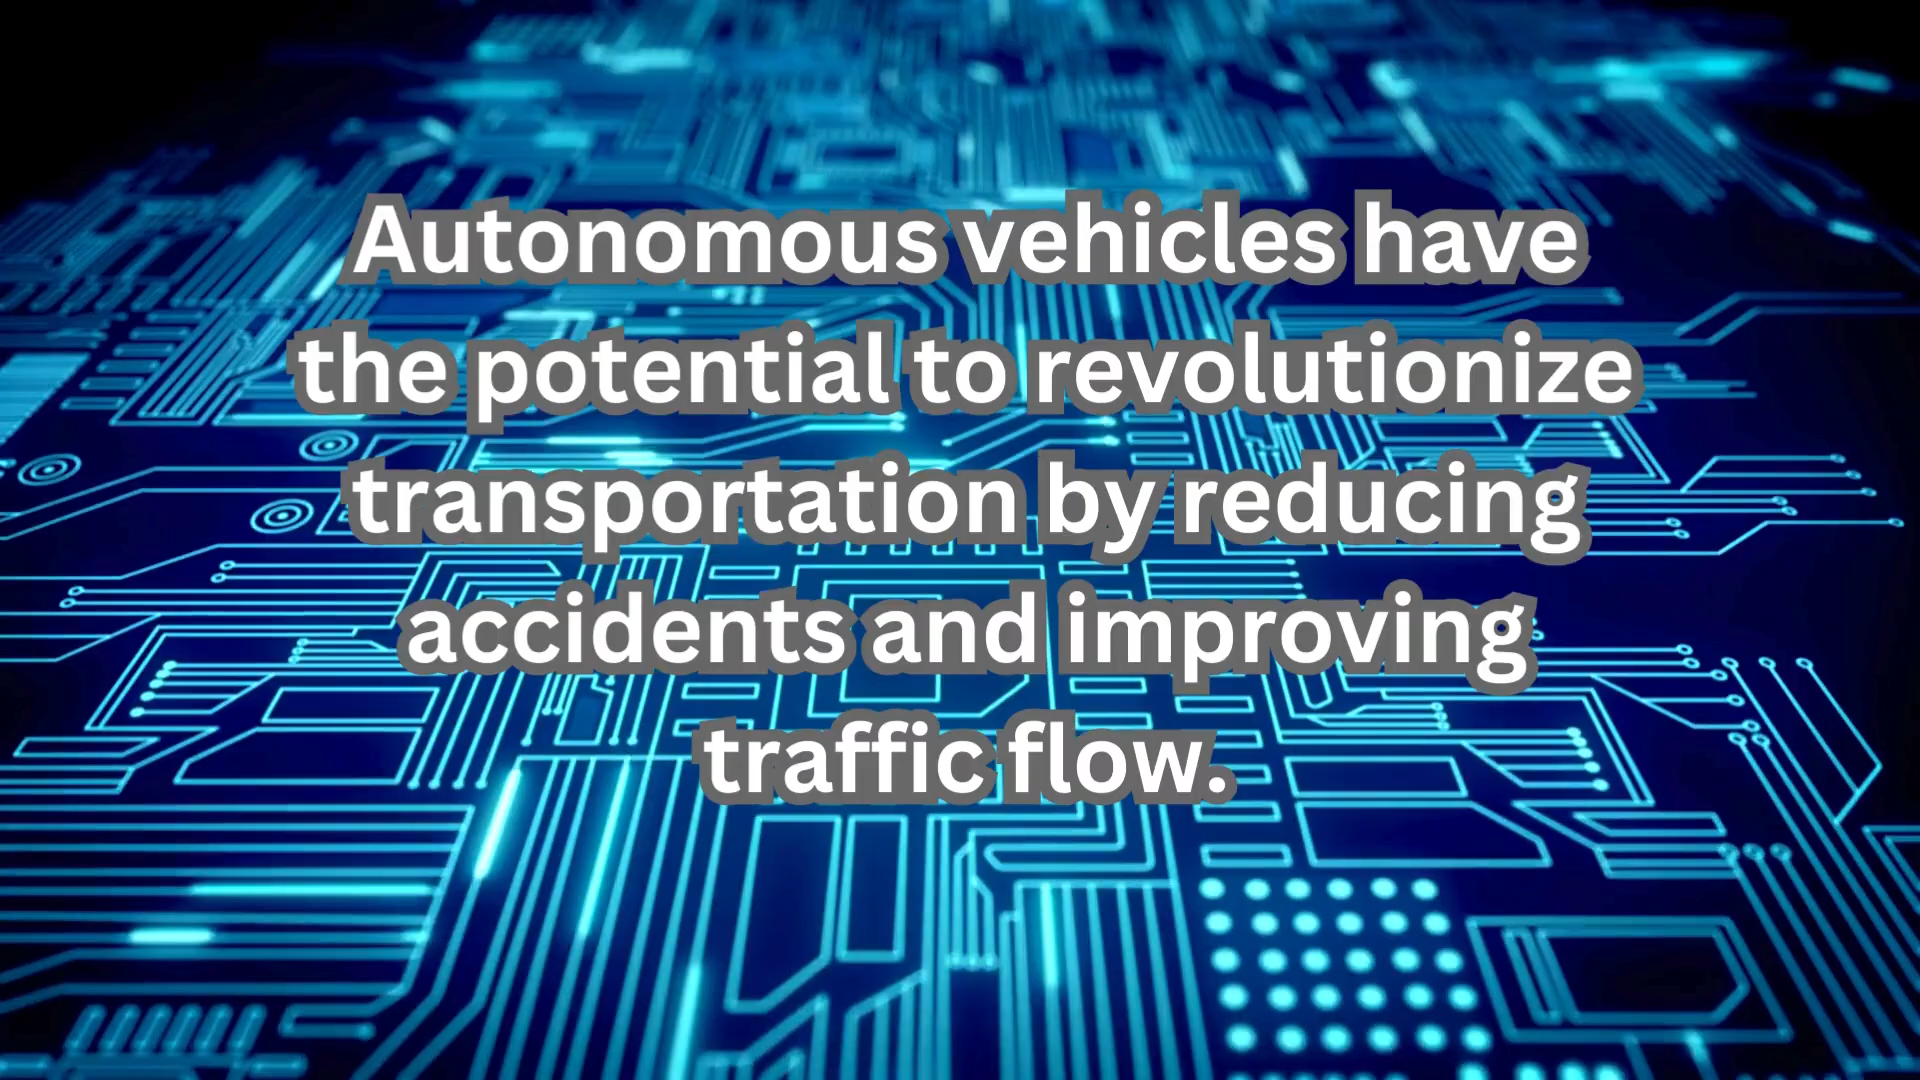 Autonomous vehicles have
the potential to revolutionize
transportation by reducing
accidents and improving
traffic flow.